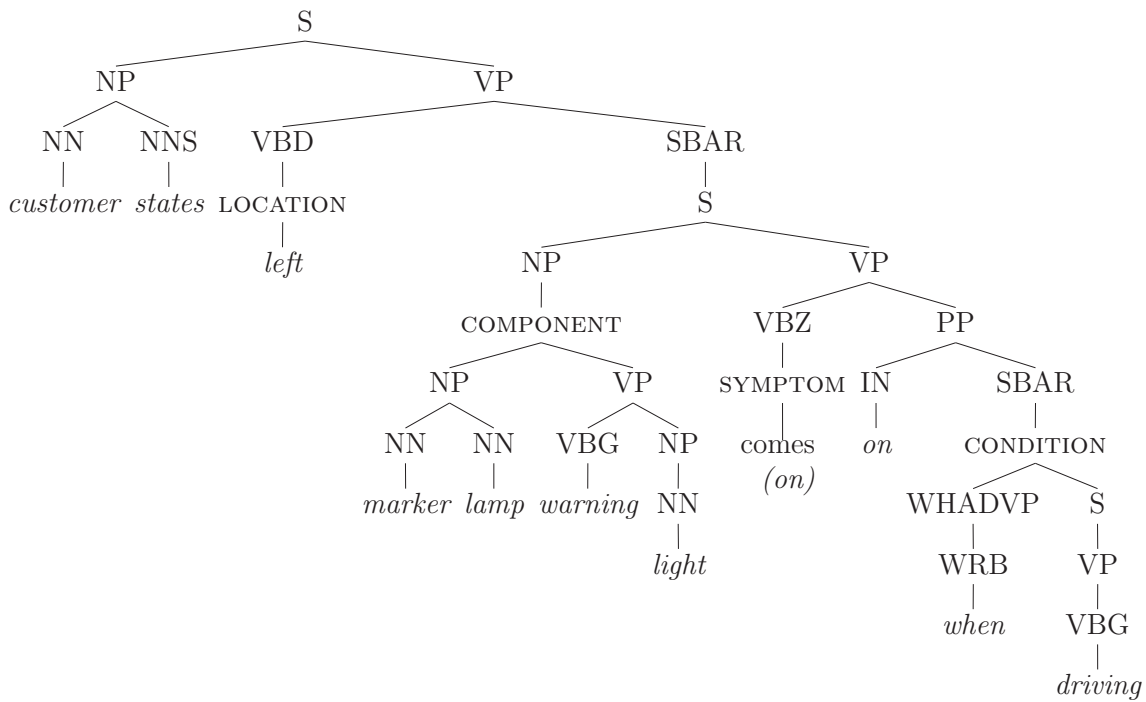 S
NP VP
NN NNS VBD SBAR
customer states LOCATION S
left NP VP
COMPONENT VBZ PP
NP VP SYMPTOM IN SBAR
NN NN VBG NP comes on CONDITION
(on)
marker lamp warning NN WHADVP S
light WRB VP
when VBG
driving